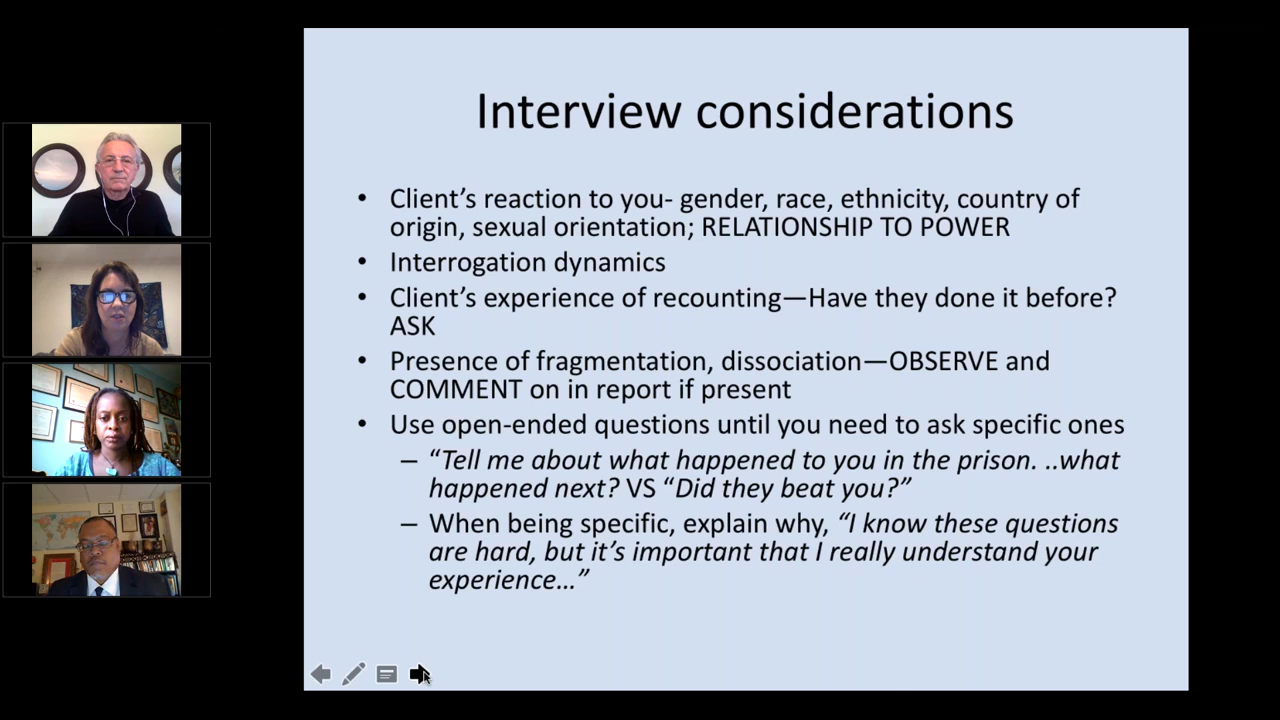 Interview considerations
• Client’s reaction to you- gender, race, ethnicity, country of
origin, sexual orientation; RELATIONSHIP TO POWER
• Interrogation dynamics
• Client’s experience of recounting—Have they done it before?
ASK
• Presence of fragmentation, dissociation—OBSERVE and
COMMENT on in report if present
• Use open-ended questions until you need to ask specific ones
– “Tell me about what happened to you in the prison. ..what
happened next? VS “Did they beat you?”
– When being specific, explain why, “I know these questions
are hard, but it’s important that I really understand your
experience…”